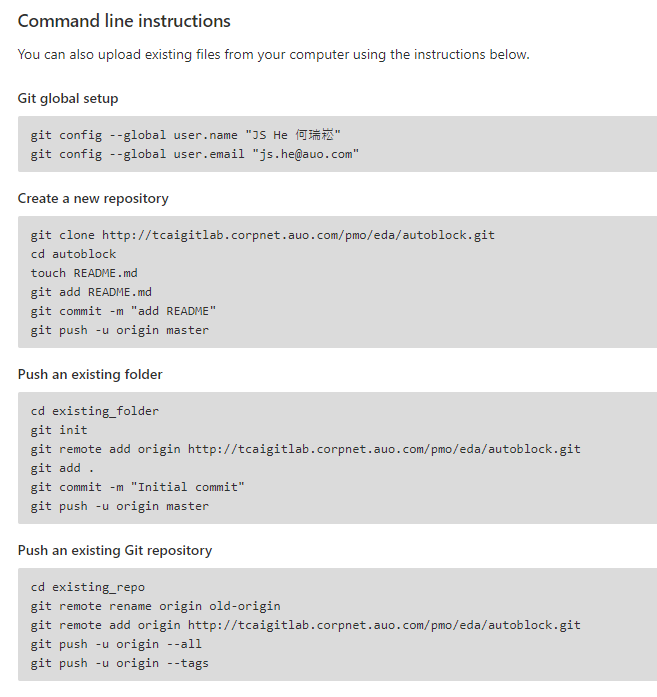 Command line instructions
You can also upload existing files from your computer using the instructions below.
Git global setup
git config --global user.name "JS He 何瑞崧"
git config --global user.email "js.he@auo.com"
Create a new repository
git clone http://tcaigitlab.corpnet.auo.com/pmo/eda/autoblock.git
cd autoblock
touch README.md
git add README.md
git commit -m "add README"
git push -u origin master
Push an existing folder
cd existing_folder
git init
git remote add origin http://tcaigitlab.corpnet.auo.com/pmo/eda/autoblock.git
git add .
git commit -m "Initial commit"
git push -u origin master
Push an existing Git repository
cd existing_repo
git remote rename origin old-origin
git remote add origin http://tcaigitlab.corpnet.auo.com/pmo/eda/autoblock.git
git push -u origin --all
git push -u origin --tags